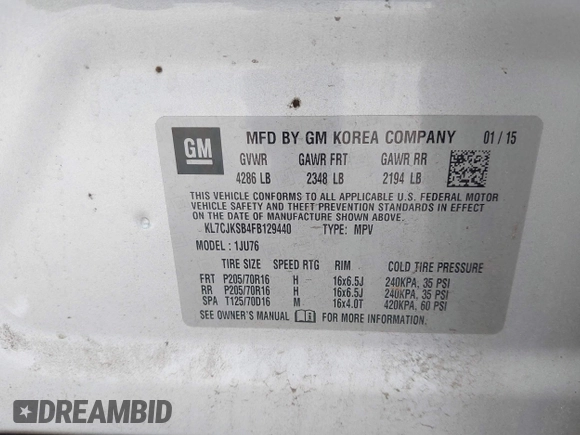 GM
MFD BY GM KOREA COMPANY 01/15
GVWR GAWR FRT GAWR RR
4286 LB 2348 LB 2194 LB
THIS VEHICLE CONFORMS TO ALL APPLICABLE U.S. FEDERAL MOTOR
VEHICLE SAFETY AND THEFT PREVENTION STANDARDS IN EFFECT
ON THE DATE OF MANUFACTURE SHOWN ABOVE.
KL7CJKSB4FB129440 TYPE: MPV
MODEL: 1JU76
TIRE SIZE SPEED RTG RIM COLD TIRE PRESSURE
FRT P205/70R16 H 16x6.5J 240KPA, 35 PSI
RR P205/70R16 H 16x6.5J 240KPA, 35 PSI
SPA T125/70D16 M 16x4.0T 420KPA, 60 PSI
SEE OWNER'S MANUAL FOR MORE INFORMATION.
DREAMBID